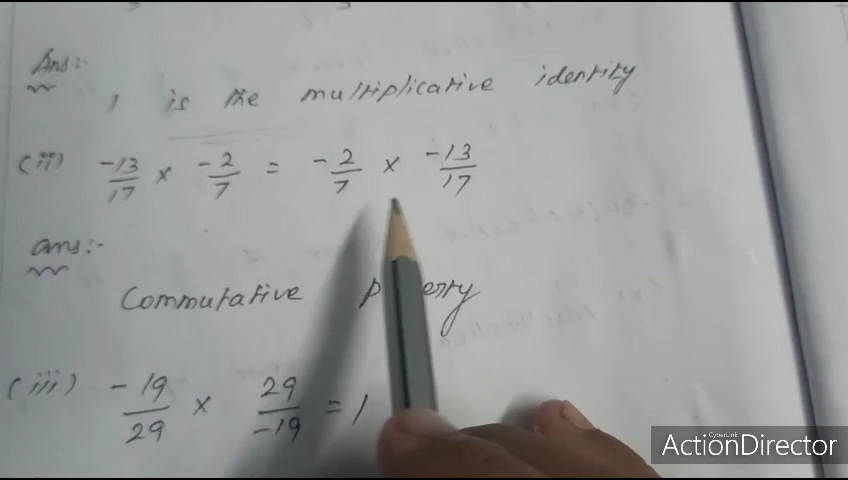 Ans:-
1 is the multiplicative identity
(ii) -13/17 × -2/7 = -2/7 × -13/17
ans:-
Commutative
(iii) -19/29 × 29/-19 = 1
CyberLink
ActionDirector